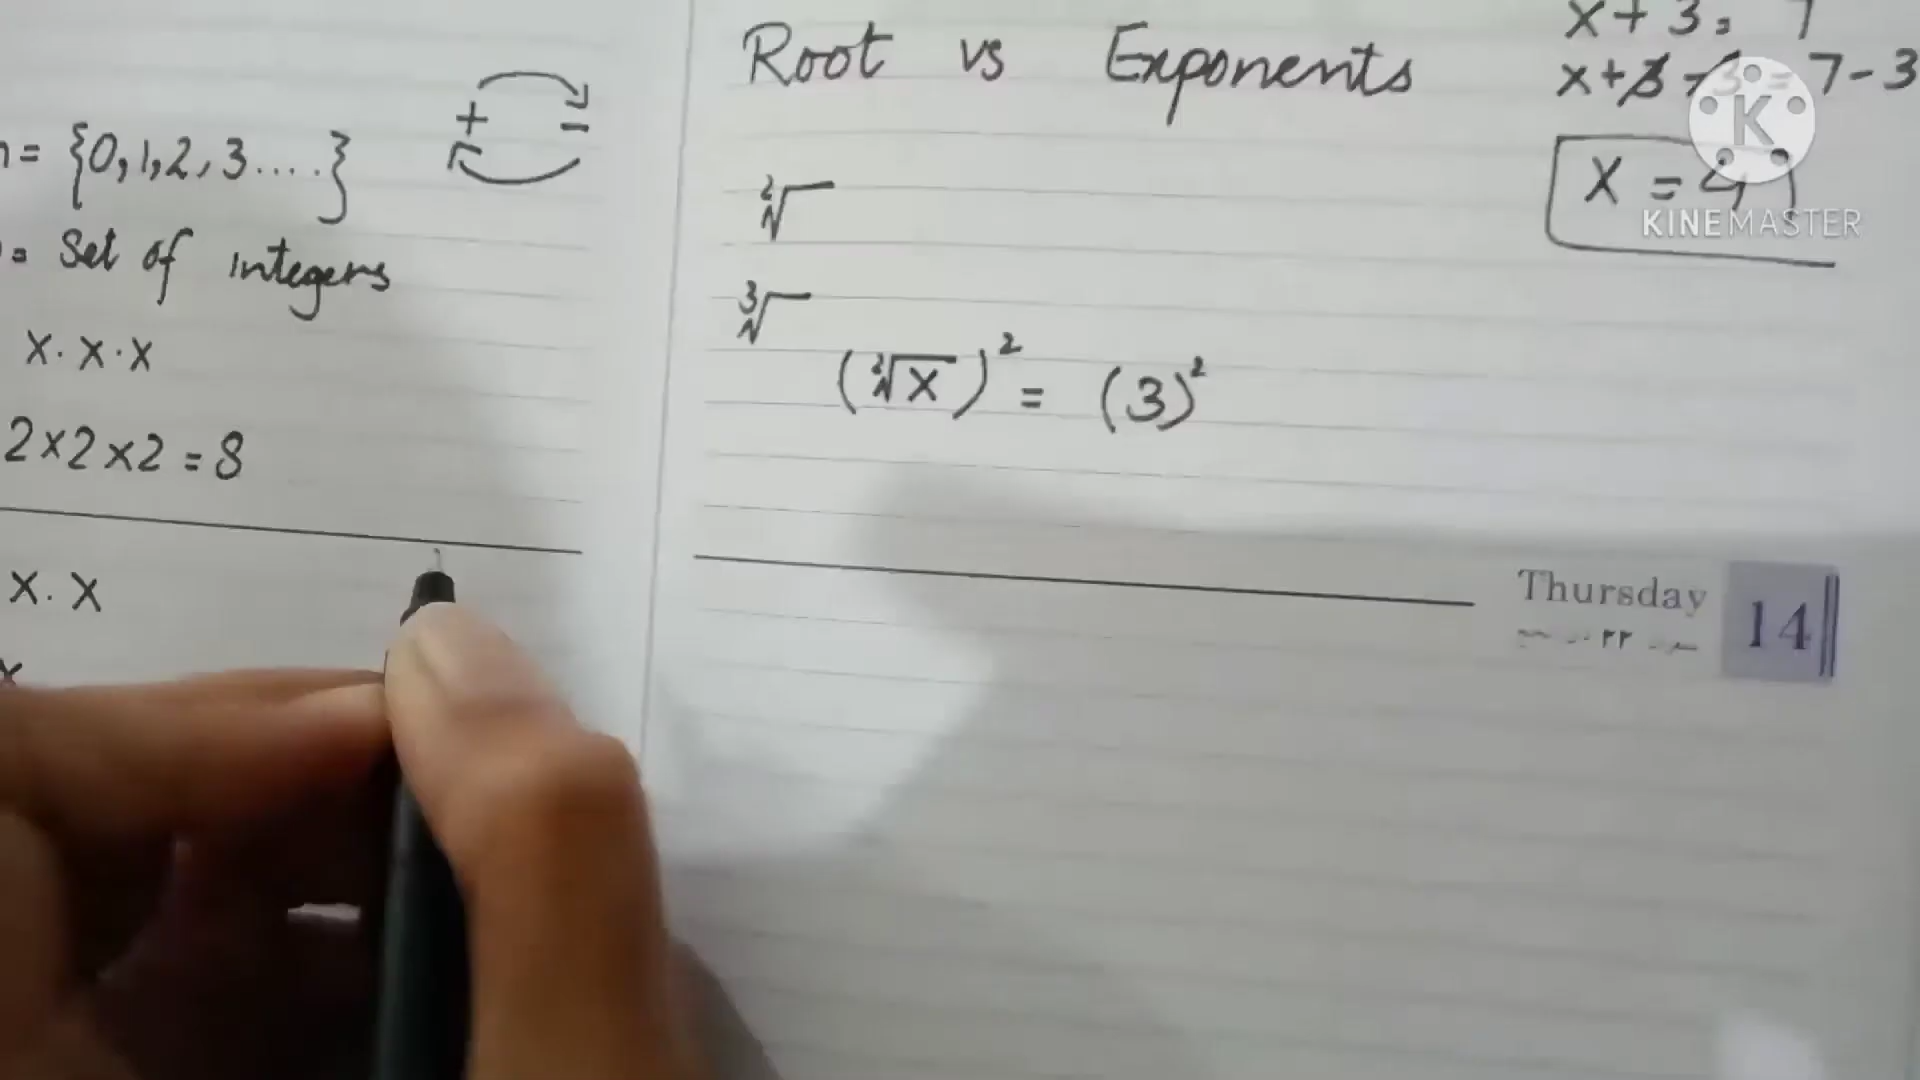 n = {0, 1, 2, 3 ....}
+ -
= Set of integers
x . x . x
2 × 2 × 2 = 8
x . x
x
Root vs Exponents
²√
³√
(²√x)² = (3)²
x + 3 = 7
x + 3 - 3 = 7 - 3
x = 4
K
KINEMASTER
Thursday
14